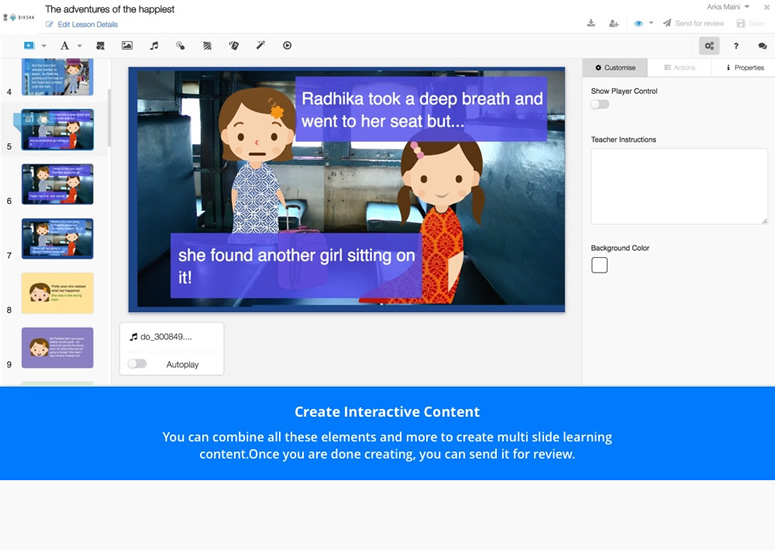 The adventures of the happiest
Arka Maini
DIKSHA
Edit Lesson Details
Send for review
Save
A
?
Customise
Actions
Properties
4
5
6
7
8
9
Radhika took a deep breath and
went to her seat but...
she found another girl sitting on
it!
Show Player Control
Teacher Instructions
Background Color
do_300849....
Autoplay
Create Interactive Content
You can combine all these elements and more to create multi slide learning
content.Once you are done creating, you can send it for review.